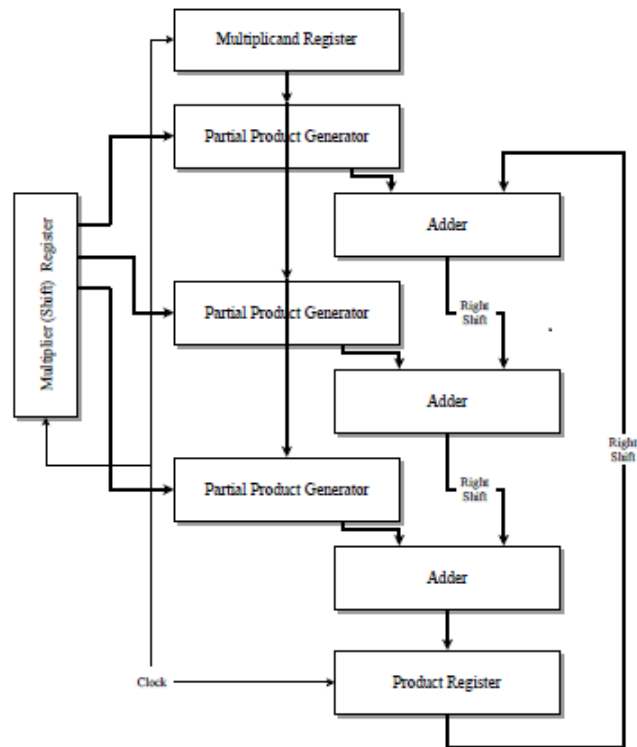 Multiplicand Register
Partial Product Generator
Adder
Multiplier (Shift) Register
Right
Shift
Partial Product Generator
Adder
Right
Shift
Right
Shift
Partial Product Generator
Adder
Clock
Product Register